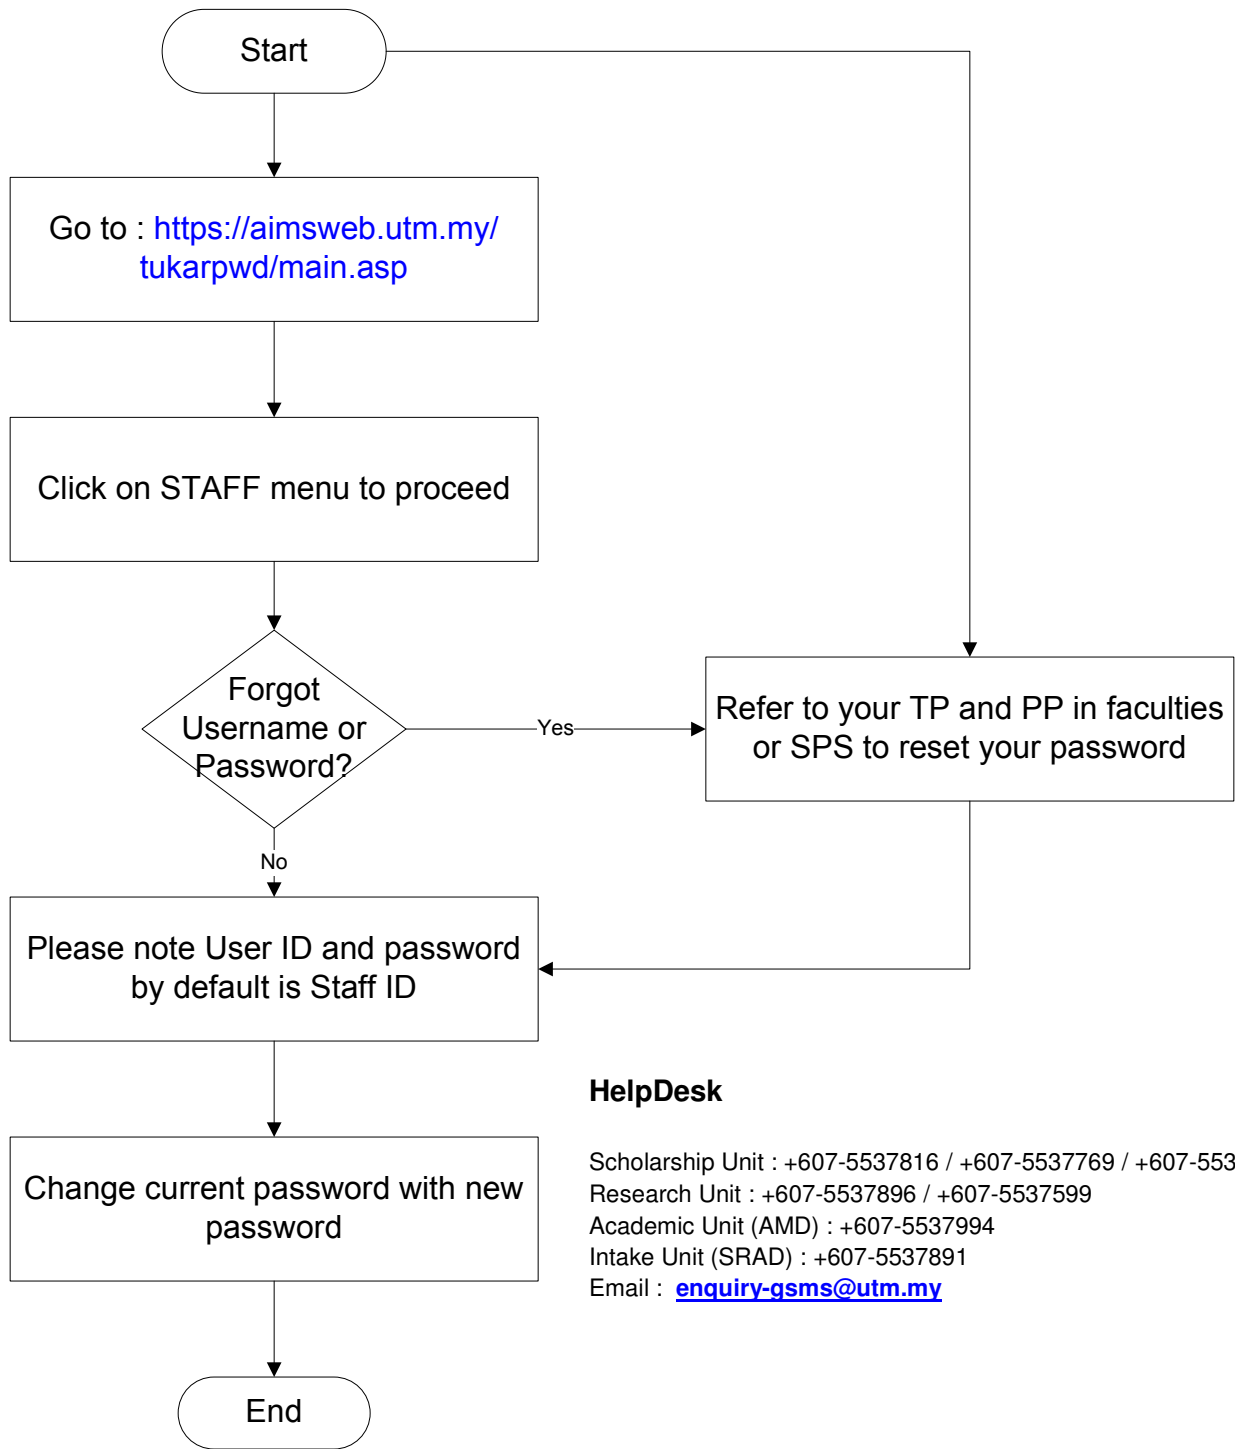 Start
Go to : https://aimsweb.utm.my/
tukarpwd/main.asp
Click on STAFF menu to proceed
Forgot
Username or
Password?
Yes
Refer to your TP and PP in faculties
or SPS to reset your password
No
Please note User ID and password
by default is Staff ID
Change current password with new
password
End
HelpDesk
Scholarship Unit : +607-5537816 / +607-5537769 / +607-553
Research Unit : +607-5537896 / +607-5537599
Academic Unit (AMD) : +607-5537994
Intake Unit (SRAD) : +607-5537891
Email : enquiry-gsms@utm.my